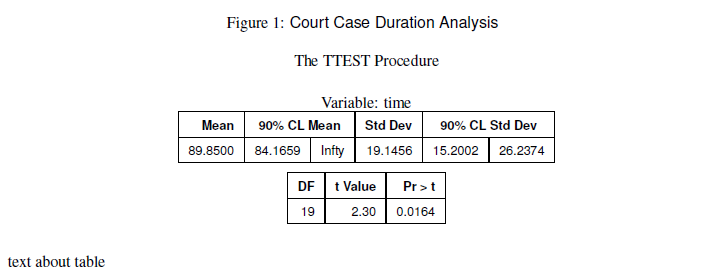 Figure 1: Court Case Duration Analysis
The TTEST Procedure
Variable: time
Mean 90% CL Mean Std Dev 90% CL Std Dev
89.8500 84.1659 Infty 19.1456 15.2002 26.2374
DF t Value Pr > t
19 2.30 0.0164
text about table